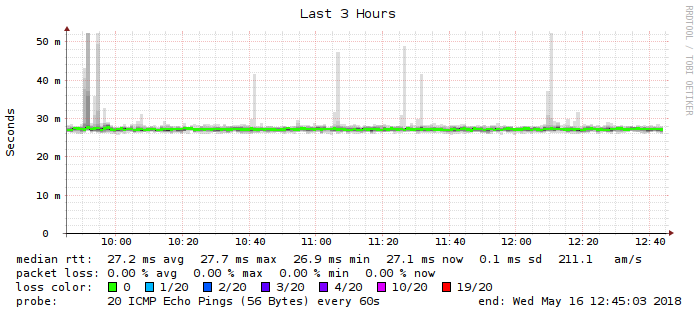 Last 3 Hours
RRDTOOL / TOBI OETIKER
Seconds
50 m
40 m
30 m
20 m
10 m
0
10:00 10:20 10:40 11:00 11:20 11:40 12:00 12:20 12:40
median rtt: 27.2 ms avg 27.7 ms max 26.9 ms min 27.1 ms now 0.1 ms sd 211.1 am/s
packet loss: 0.00 % avg 0.00 % max 0.00 % min 0.00 % now
loss color: 0 1/20 2/20 3/20 4/20 10/20 19/20
probe: 20 ICMP Echo Pings (56 Bytes) every 60s end: Wed May 16 12:45:03 2018